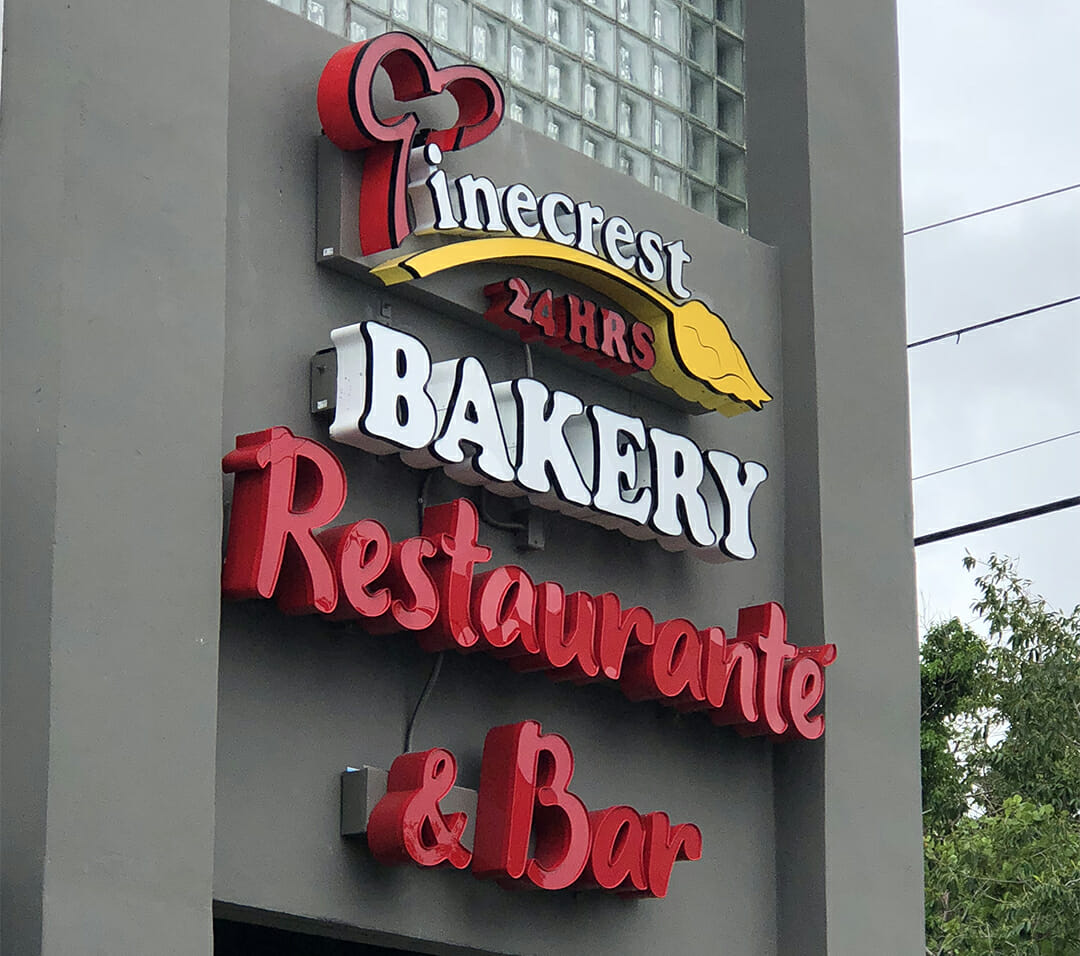 Pinecrest
24 HRS
BAKERY
Restaurante
& Bar